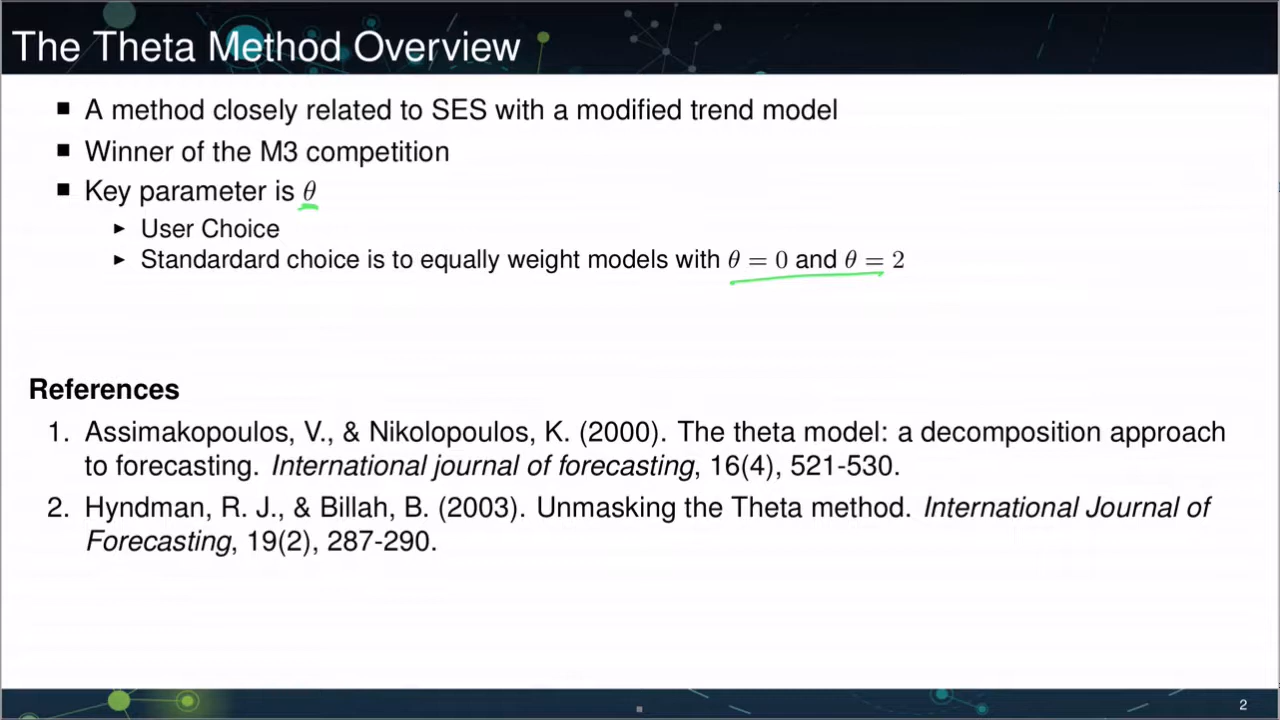 The Theta Method Overview
■ A method closely related to SES with a modified trend model
■ Winner of the M3 competition
■ Key parameter is θ
► User Choice
► Standardard choice is to equally weight models with θ = 0 and θ = 2
References
1. Assimakopoulos, V., & Nikolopoulos, K. (2000). The theta model: a decomposition approach
to forecasting. International journal of forecasting, 16(4), 521-530.
2. Hyndman, R. J., & Billah, B. (2003). Unmasking the Theta method. International Journal of
Forecasting, 19(2), 287-290.
2